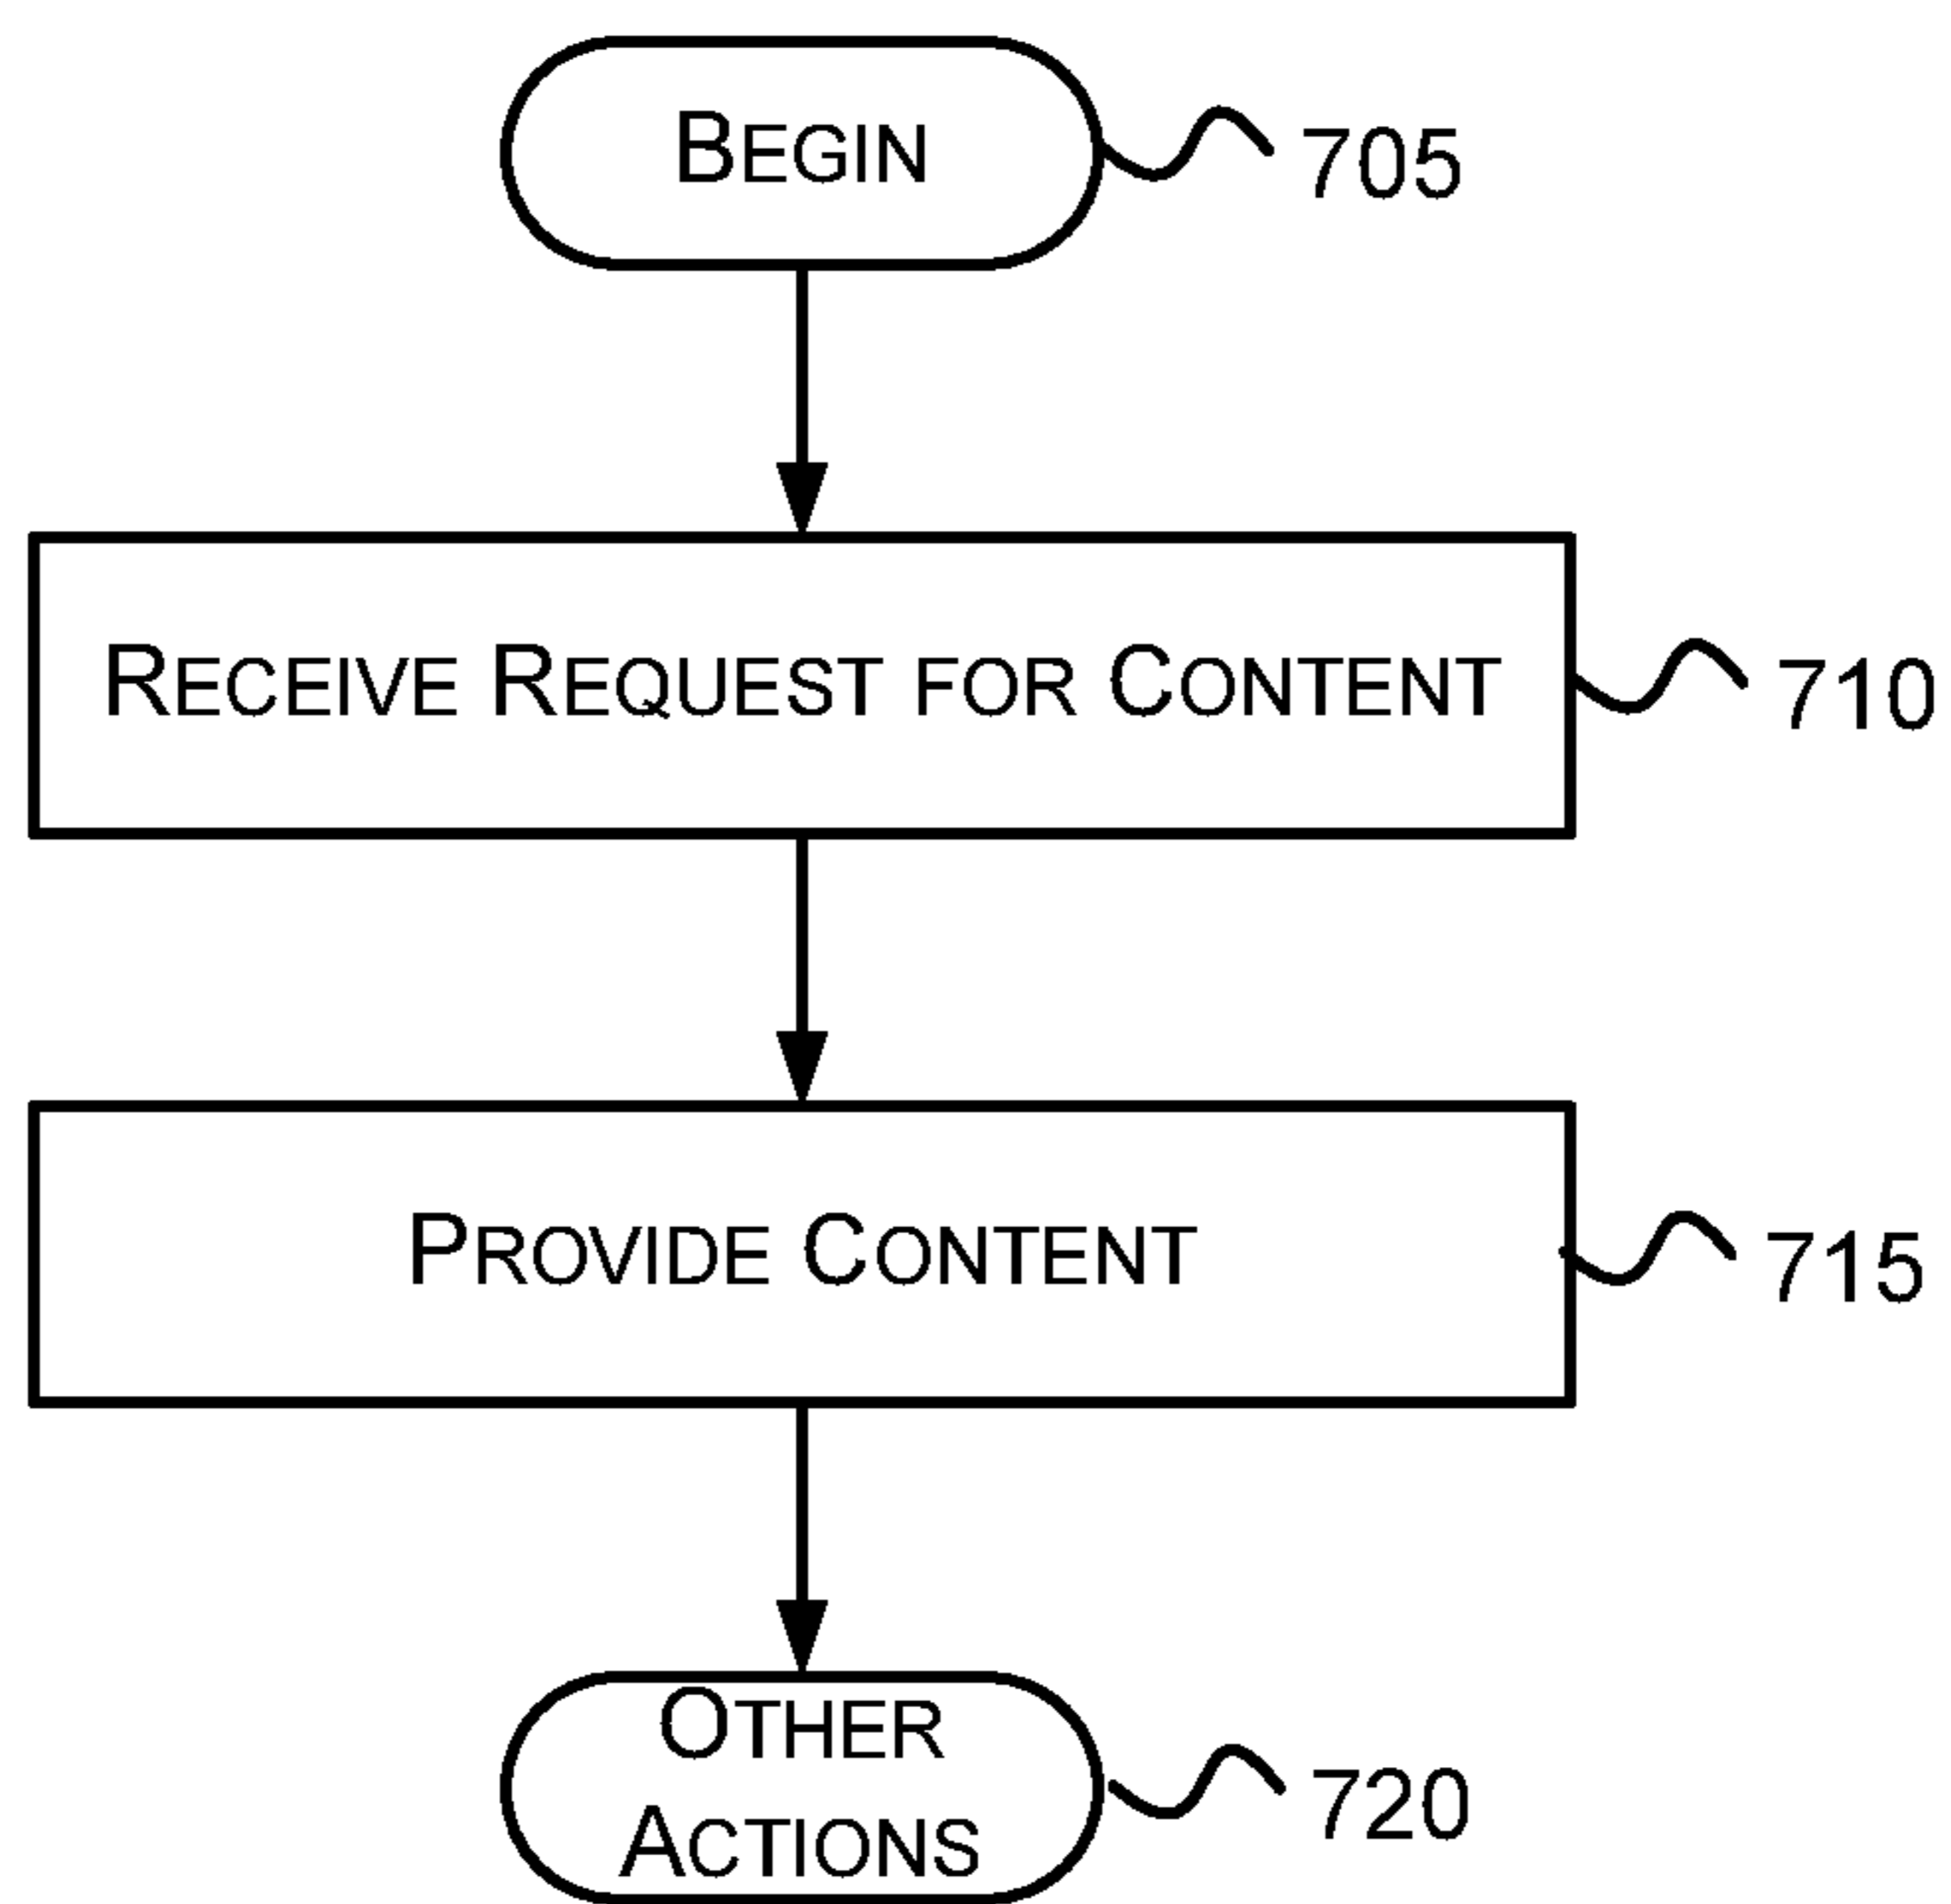 BEGIN
705
RECEIVE REQUEST FOR CONTENT
710
PROVIDE CONTENT
715
OTHER
ACTIONS
720